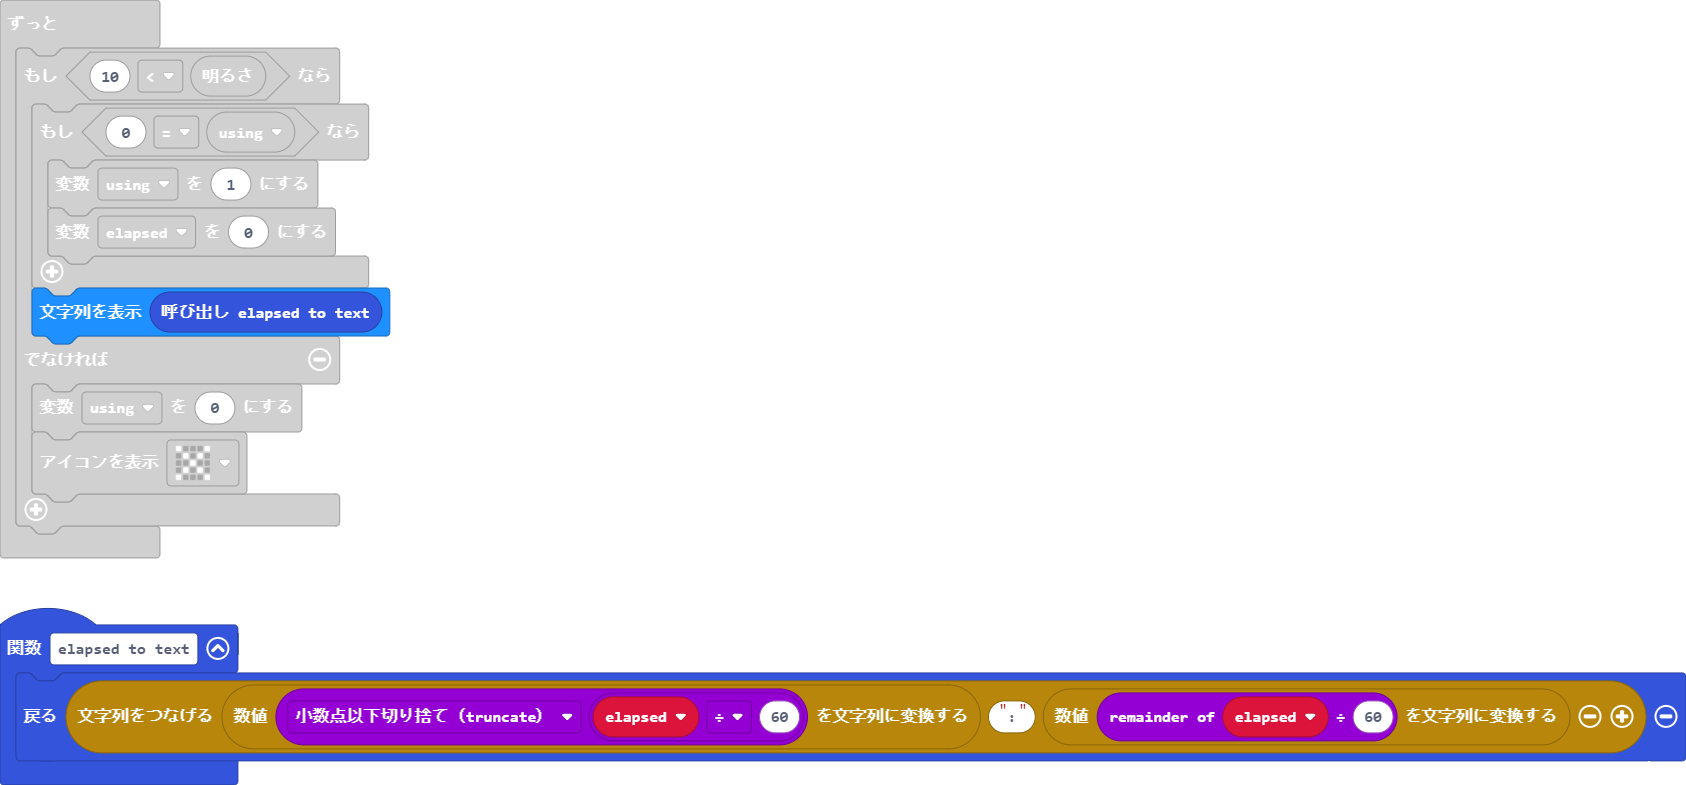 ずっと
もし 10 < 明るさ なら
もし 0 = using なら
変数 using を 1 にする
変数 elapsed を 0 にする
文字列を表示 呼び出し elapsed to text
でなければ
変数 using を 0 にする
アイコンを表示
関数 elapsed to text
戻る 文字列をつなげる 数値 小数点以下切り捨て（truncate） elapsed ÷ 60 を文字列に変換する ":" 数値 remainder of elapsed ÷ 60 を文字列に変換する